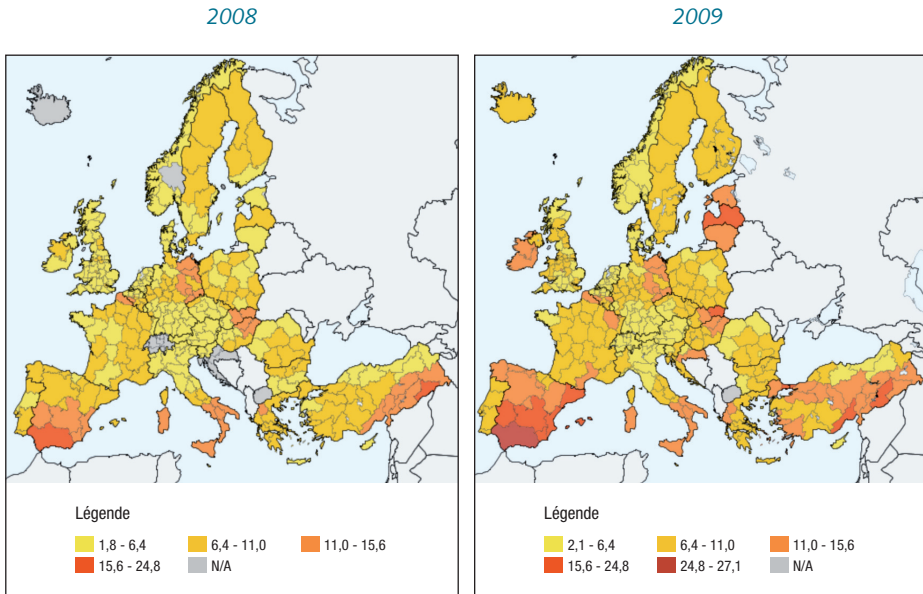 2008
2009
Légende
1,8 - 6,4
6,4 - 11,0
11,0 - 15,6
15,6 - 24,8
N/A
Légende
2,1 - 6,4
6,4 - 11,0
11,0 - 15,6
15,6 - 24,8
24,8 - 27,1
N/A